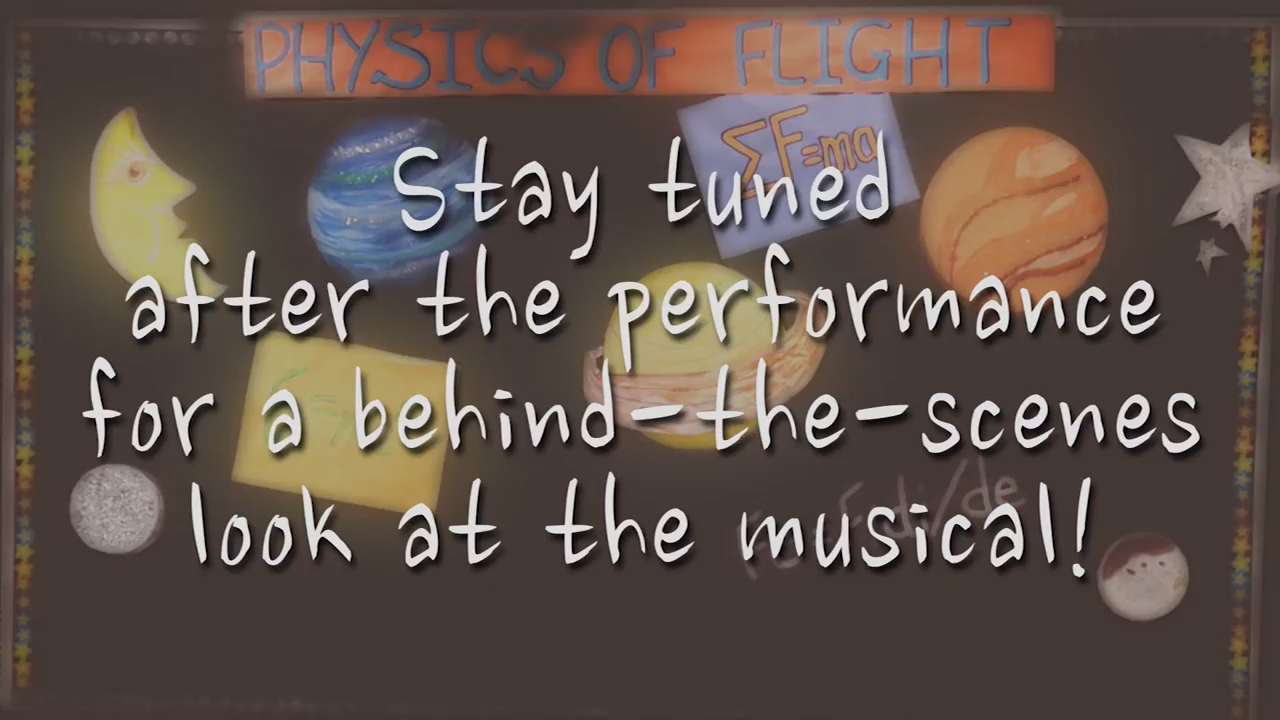 PHYSICS OF FLIGHT
ΣF=ma
Stay tuned
after the performance
for a behind-the-scenes
look at the musical!